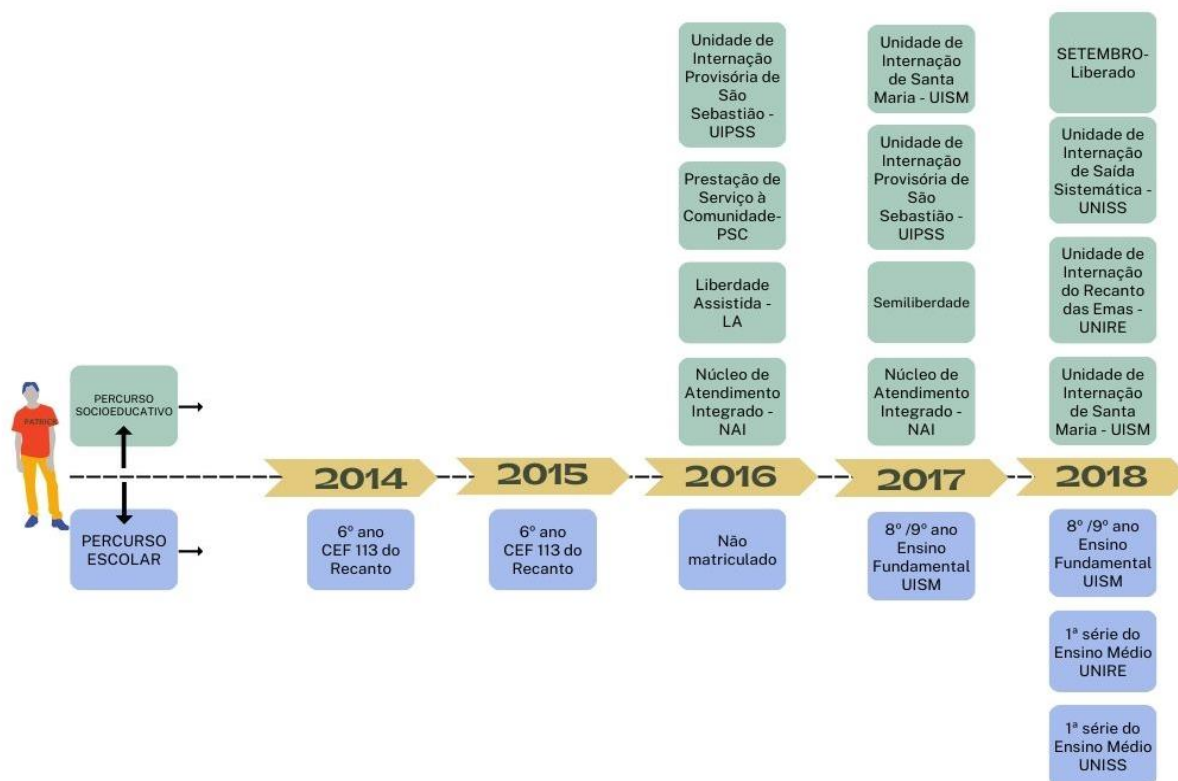 Unidade de
Internação
Provisória de
São
Sebastião -
UIPSS
Prestação de
Serviço à
Comunidade-
PSC
Liberdade
Assistida -
LA
Núcleo de
Atendimento
Integrado -
NAI
Unidade de
Internação
de Santa
Maria - UISM
Unidade de
Internação
Provisória de
São
Sebastião -
UIPSS
Semiliberdade
Núcleo de
Atendimento
Integrado -
NAI
SETEMBRO-
Liberado
Unidade de
Internação
de Saída
Sistemática -
UNISS
Unidade de
Internação
do Recanto
das Emas -
UNIRE
Unidade de
Internação
de Santa
Maria - UISM
PATRICK
PERCURSO
SOCIOEDUCATIVO
2014
2015
2016
2017
2018
PERCURSO
ESCOLAR
6º ano
CEF 113 do
Recanto
6º ano
CEF 113 do
Recanto
Não
matriculado
8º /9º ano
Ensino
Fundamental
UISM
8º /9º ano
Ensino
Fundamental
UISM
1ª série do
Ensino Médio
UNIRE
1ª série do
Ensino Médio
UNISS